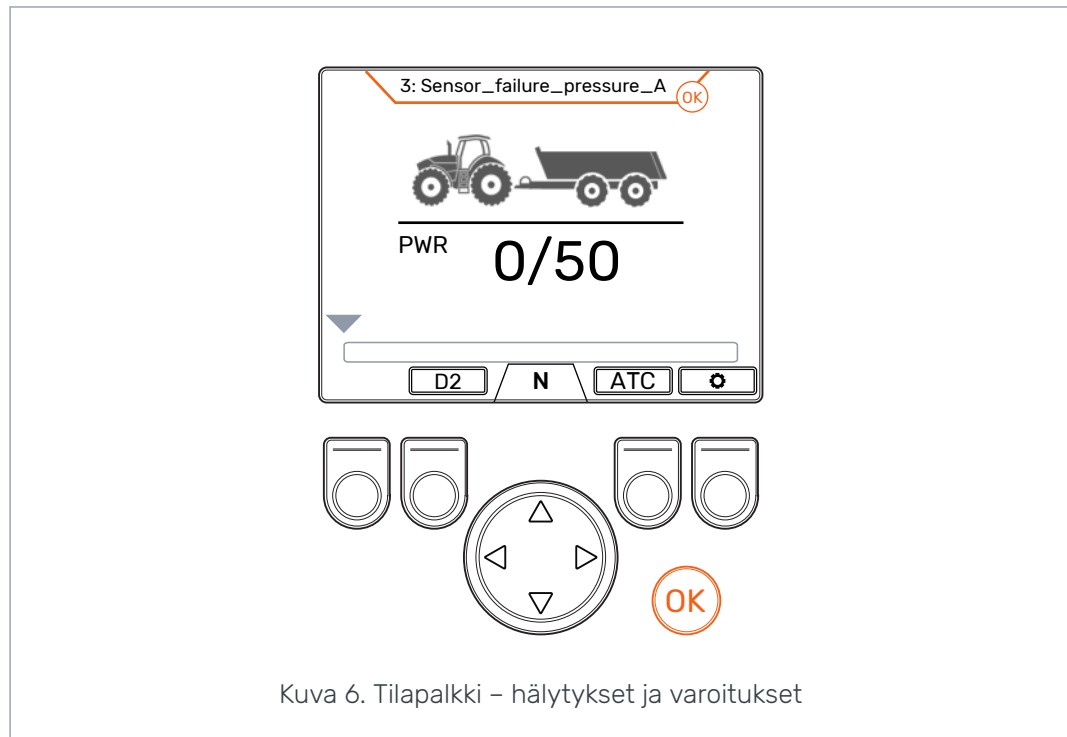 3: Sensor_failure_pressure_A
OK
PWR 0/50
D2 N ATC
OK
Kuva 6. Tilapalkki – hälytykset ja varoitukset